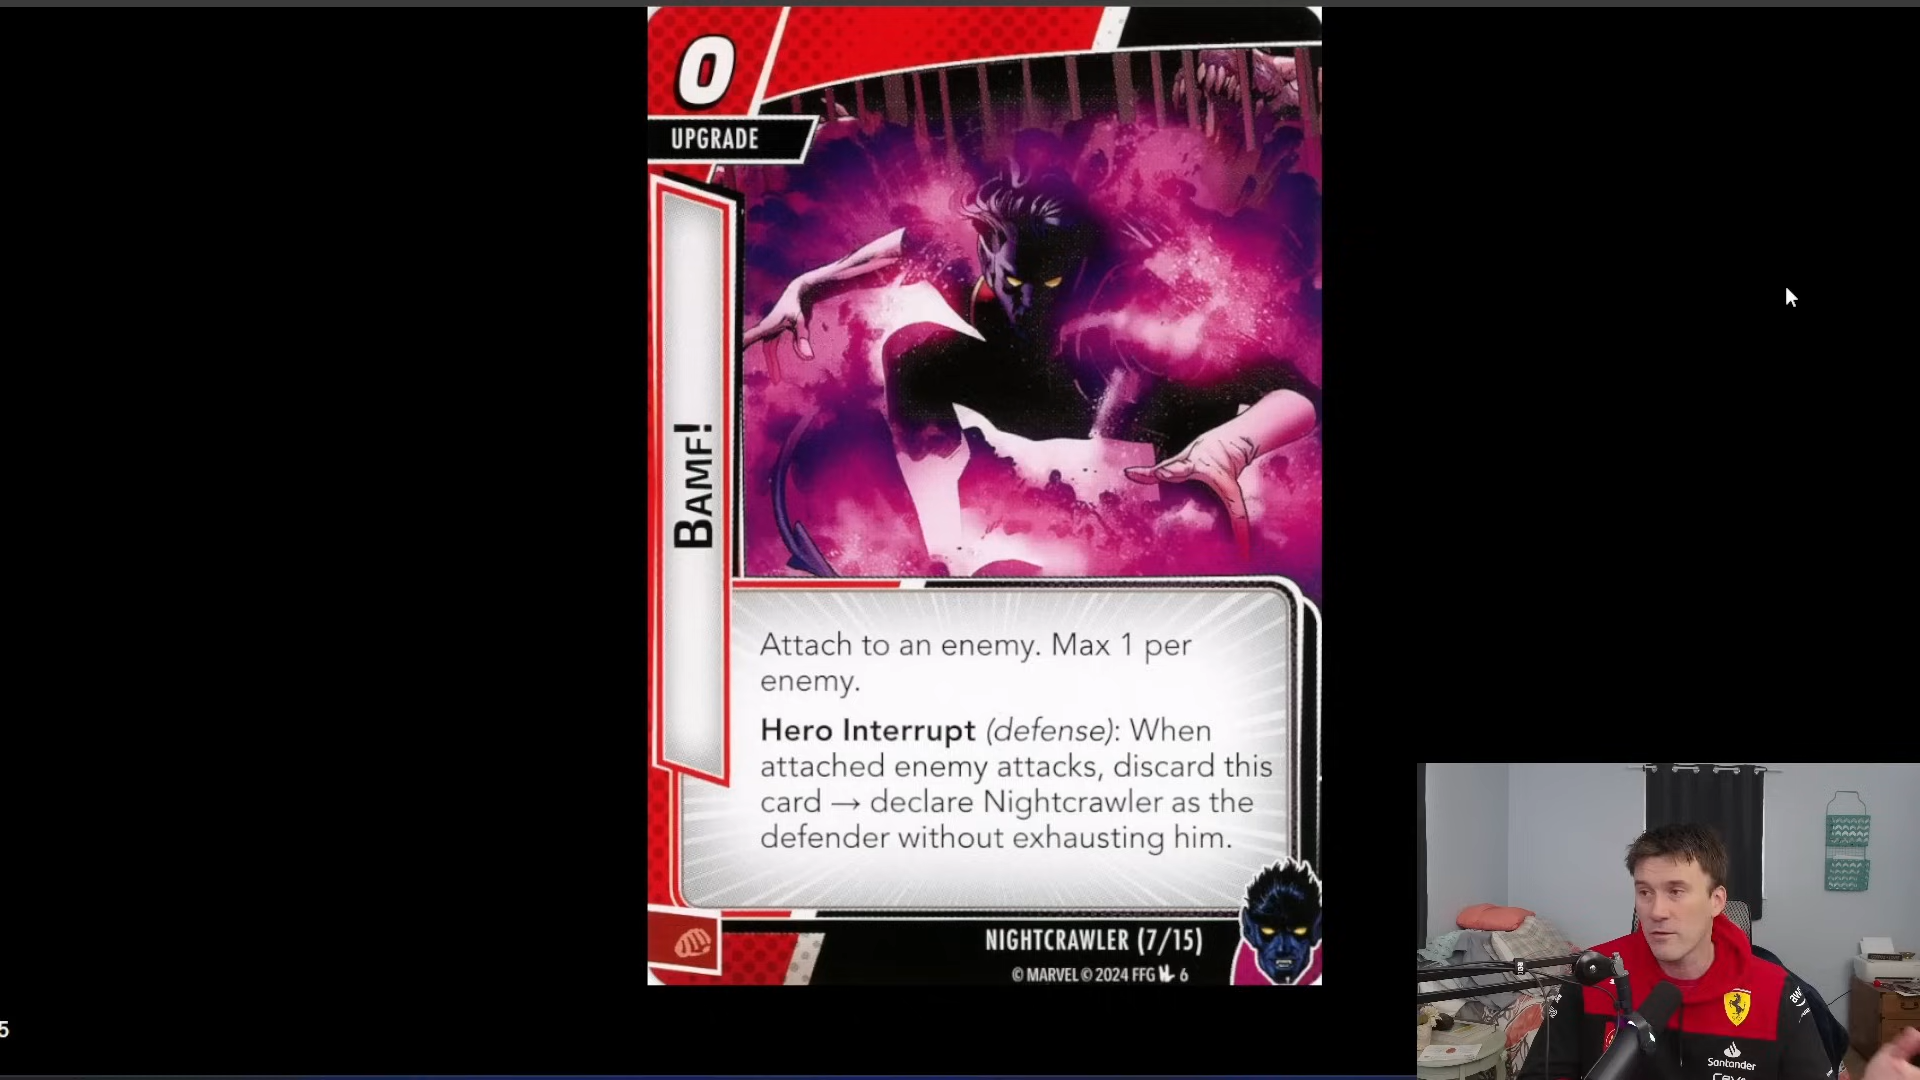 0
UPGRADE
BAMF!
Attach to an enemy. Max 1 per
enemy.
Hero Interrupt (defense): When
attached enemy attacks, discard this
card → declare Nightcrawler as the
defender without exhausting him.
NIGHTCRAWLER (7/15)
© MARVEL © 2024 FFG 6
5
Santander